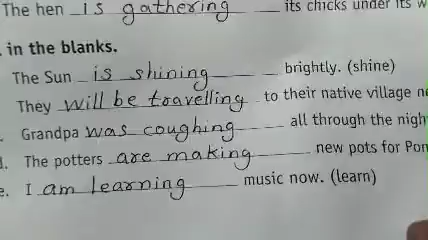 The hen is gathering its chicks under its
in the blanks.
The Sun is shining brightly. (shine)
They will be travelling to their native village
Grandpa was coughing all through the nigh
d. The potters are making new pots for Pon
e. I am learning music now. (learn)